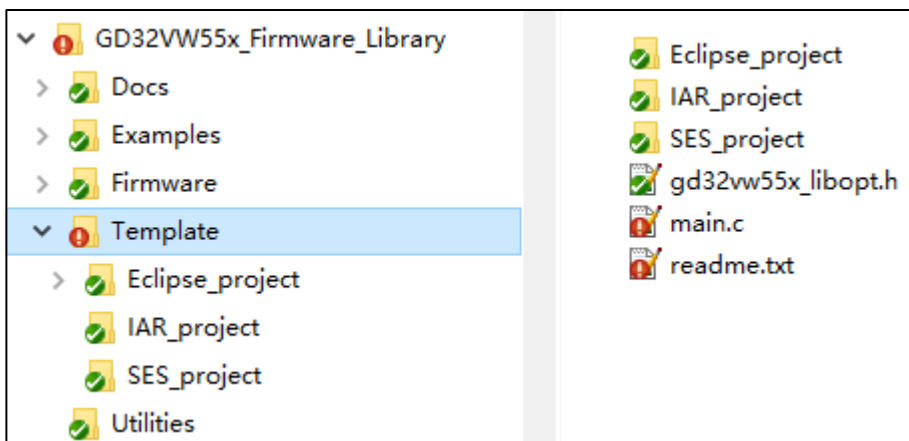 GD32VW55x_Firmware_Library
Docs
Examples
Firmware
Template
Eclipse_project
IAR_project
SES_project
Utilities
Eclipse_project
IAR_project
SES_project
gd32vw55x_libopt.h
main.c
readme.txt